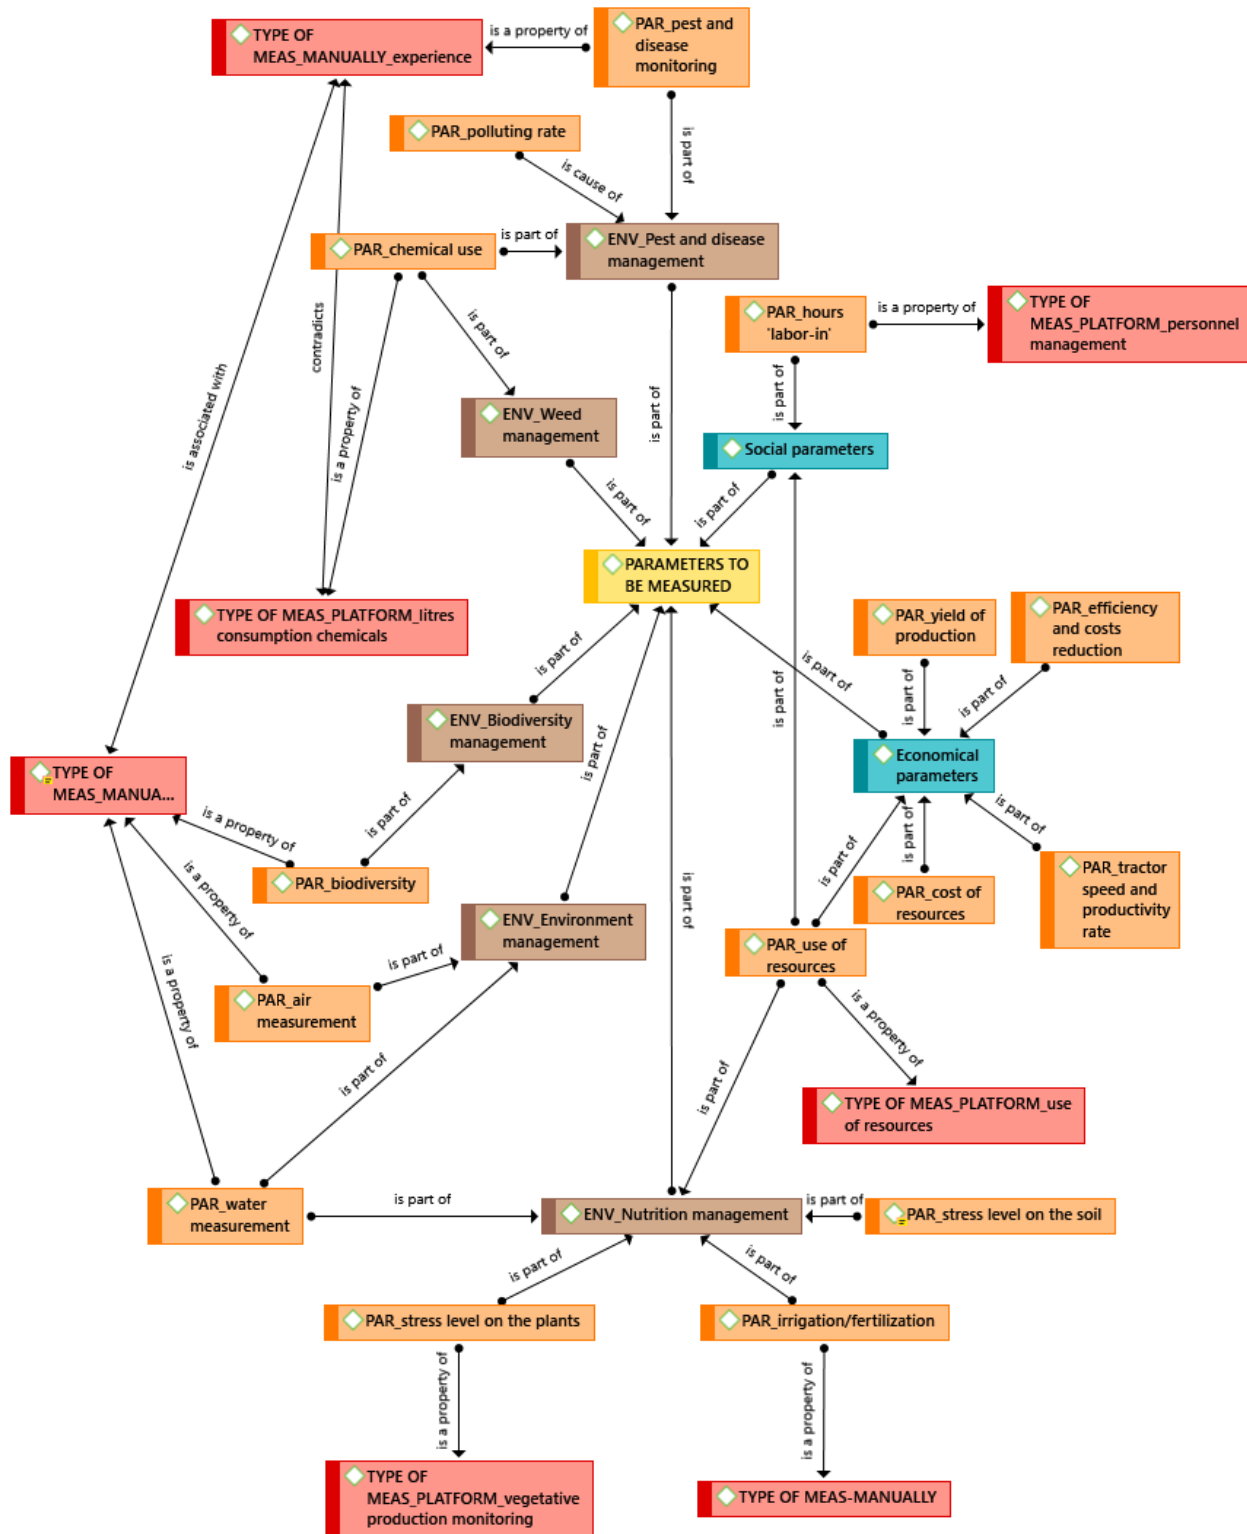 TYPE OF
MEAS_MANUALLY_experience
is a property of
PAR_pest and
disease
monitoring
PAR_polluting rate
is cause of
is part of
PAR_chemical use
is part of
ENV_Pest and disease
management
contradicts
is associated with
is a property of
is part of
PAR_hours
'labor-in'
is a property of
TYPE OF
MEAS_PLATFORM_personnel
management
is part of
ENV_Weed
management
is part of
Social parameters
is part of
is part of
is part of
PARAMETERS TO
BE MEASURED
TYPE OF MEAS_PLATFORM_litres
consumption chemicals
PAR_yield of
production
PAR_efficiency
and costs
reduction
is part of
is part of
is part of
is part of
is part of
is part of
ENV_Biodiversity
management
Economical
parameters
TYPE OF
MEAS_MANUA...
is a property of
is part of
is part of
is part of
is part of
PAR_biodiversity
PAR_cost of
resources
PAR_tractor
speed and
productivity
rate
is a property of
is part of
ENV_Environment
management
PAR_use of
resources
is part of
PAR_air
measurement
is a property of
is part of
is part of
is a property of
TYPE OF MEAS_PLATFORM_use
of resources
PAR_water
measurement
is part of
ENV_Nutrition management
is part of
PAR_stress level on the soil
is part of
is part of
PAR_stress level on the plants
PAR_irrigation/fertilization
is a property of
is a property of
TYPE OF
MEAS_PLATFORM_vegetative
production monitoring
TYPE OF MEAS-MANUALLY